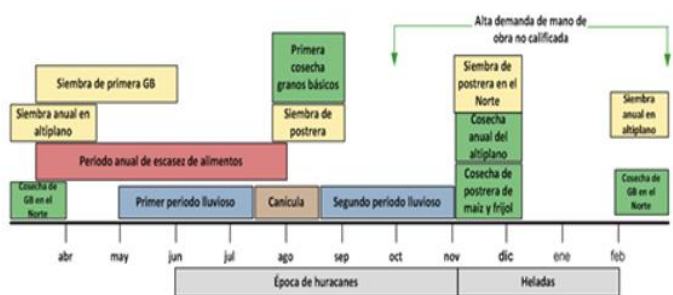 Alta demanda de mano de
obra no calificada
Primera
cosecha
granos básicos
Siembra de primera GB
Siembra de
postrera en el
Norte
Siembra anual en
altiplano
Siembra de
postrera
Cosecha
anual del
altiplano
Siembra
anual en
altiplano
Periodo anual de escasez de alimentos
Cosecha de
GB en el
Norte
Primer periodo lluvioso
Canícula
Segundo periodo lluvioso
Cosecha de
postrera de
maíz y frijol
Cosecha de
GB en el
Norte
abr may jun jul ago sep oct nov dic ene feb
Época de huracanes
Heladas